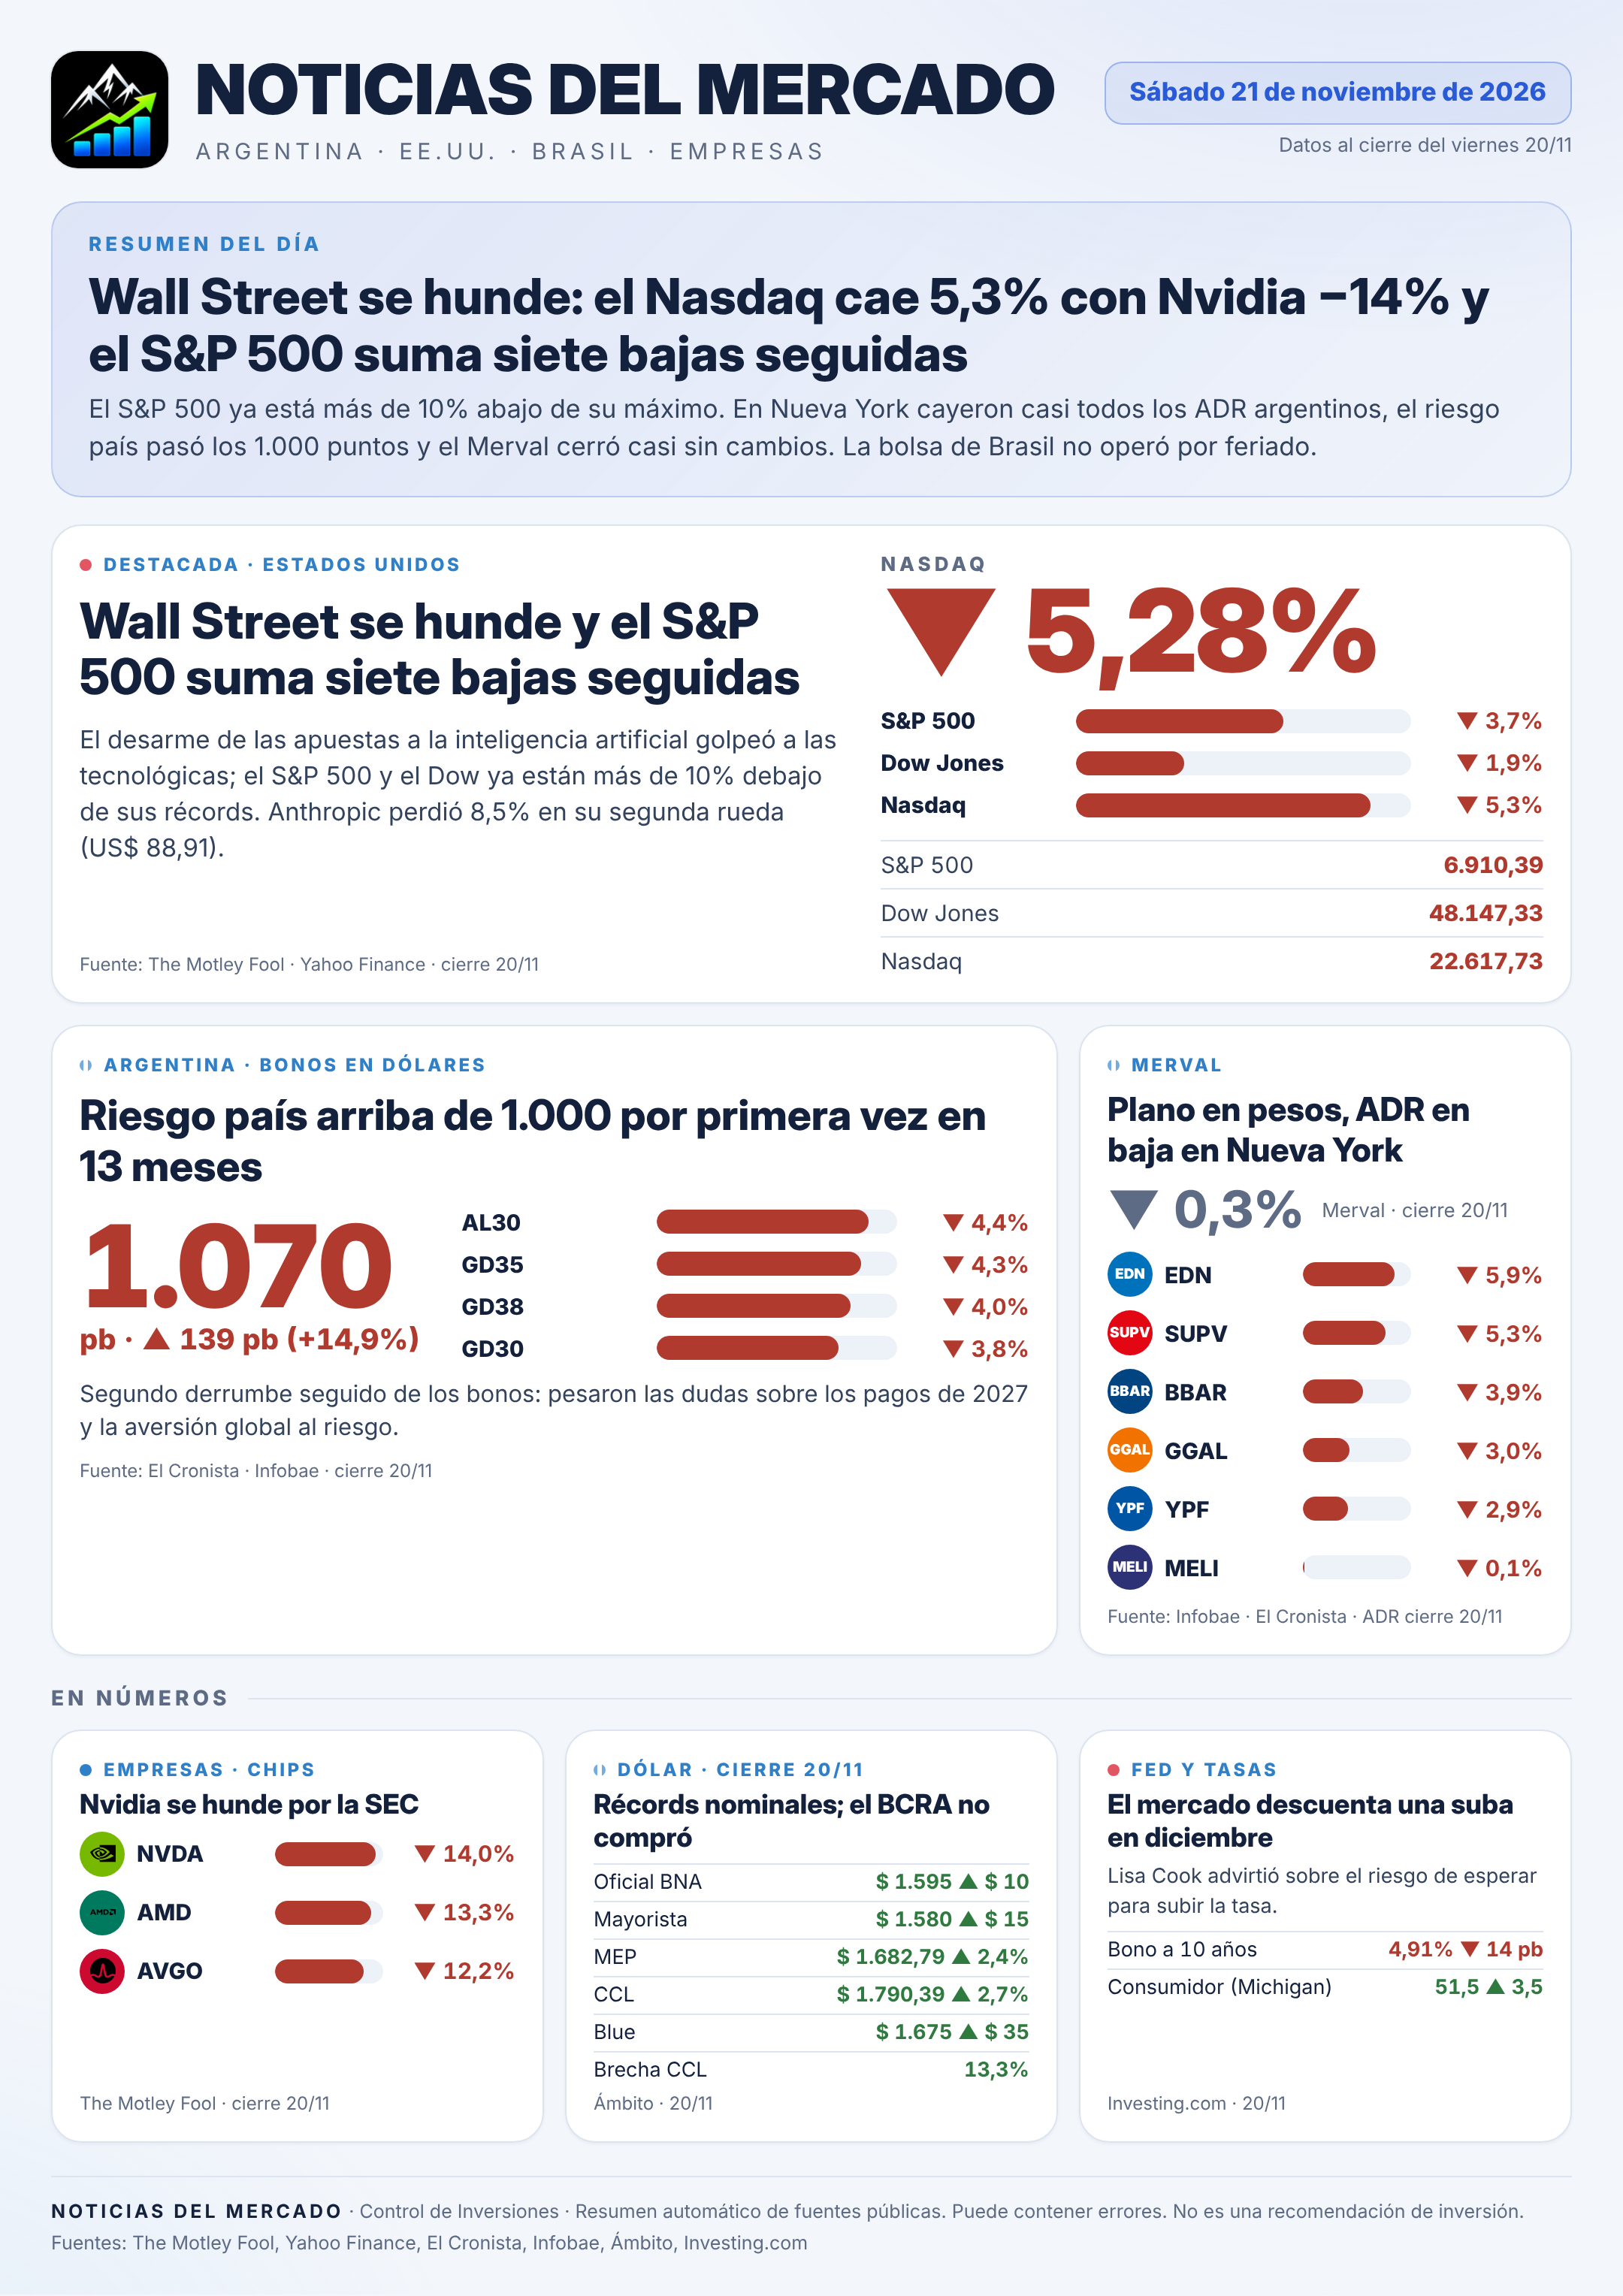 NOTICIAS DEL MERCADO
ARGENTINA · EE.UU. · BRASIL · EMPRESAS
Sábado 21 de noviembre de 2026
Datos al cierre del viernes 20/11
RESUMEN DEL DÍA
Wall Street se hunde: el Nasdaq cae 5,3% con Nvidia −14% y
el S&P 500 suma siete bajas seguidas
El S&P 500 ya está más de 10% abajo de su máximo. En Nueva York cayeron casi todos los ADR argentinos, el riesgo
país pasó los 1.000 puntos y el Merval cerró casi sin cambios. La bolsa de Brasil no operó por feriado.
DESTACADA · ESTADOS UNIDOS
Wall Street se hunde y el S&P
500 suma siete bajas seguidas
El desarme de las apuestas a la inteligencia artificial golpeó a las
tecnológicas; el S&P 500 y el Dow ya están más de 10% debajo
de sus récords. Anthropic perdió 8,5% en su segunda rueda
(US$ 88,91).
Fuente: The Motley Fool · Yahoo Finance · cierre 20/11
NASDAQ
▼ 5,28%
S&P 500 ▼ 3,7%
Dow Jones ▼ 1,9%
Nasdaq ▼ 5,3%
S&P 500 6.910,39
Dow Jones 48.147,33
Nasdaq 22.617,73
ARGENTINA · BONOS EN DÓLARES
Riesgo país arriba de 1.000 por primera vez en
13 meses
1.070
pb · ▲ 139 pb (+14,9%)
AL30 ▼ 4,4%
GD35 ▼ 4,3%
GD38 ▼ 4,0%
GD30 ▼ 3,8%
Segundo derrumbe seguido de los bonos: pesaron las dudas sobre los pagos de 2027
y la aversión global al riesgo.
Fuente: El Cronista · Infobae · cierre 20/11
MERVAL
Plano en pesos, ADR en
baja en Nueva York
▼ 0,3% Merval · cierre 20/11
EDN EDN ▼ 5,9%
SUPV SUPV ▼ 5,3%
BBAR BBAR ▼ 3,9%
GGAL GGAL ▼ 3,0%
YPF YPF ▼ 2,9%
MELI MELI ▼ 0,1%
Fuente: Infobae · El Cronista · ADR cierre 20/11
EN NÚMEROS
EMPRESAS · CHIPS
Nvidia se hunde por la SEC
NVDA ▼ 14,0%
AMD AMD ▼ 13,3%
AVGO ▼ 12,2%
The Motley Fool · cierre 20/11
DÓLAR · CIERRE 20/11
Récords nominales; el BCRA no
compró
Oficial BNA $ 1.595 ▲ $ 10
Mayorista $ 1.580 ▲ $ 15
MEP $ 1.682,79 ▲ 2,4%
CCL $ 1.790,39 ▲ 2,7%
Blue $ 1.675 ▲ $ 35
Brecha CCL 13,3%
Ámbito · 20/11
FED Y TASAS
El mercado descuenta una suba
en diciembre
Lisa Cook advirtió sobre el riesgo de esperar
para subir la tasa.
Bono a 10 años 4,91% ▼ 14 pb
Consumidor (Michigan) 51,5 ▲ 3,5
Investing.com · 20/11
NOTICIAS DEL MERCADO · Control de Inversiones · Resumen automático de fuentes públicas. Puede contener errores. No es una recomendación de inversión.
Fuentes: The Motley Fool, Yahoo Finance, El Cronista, Infobae, Ámbito, Investing.com